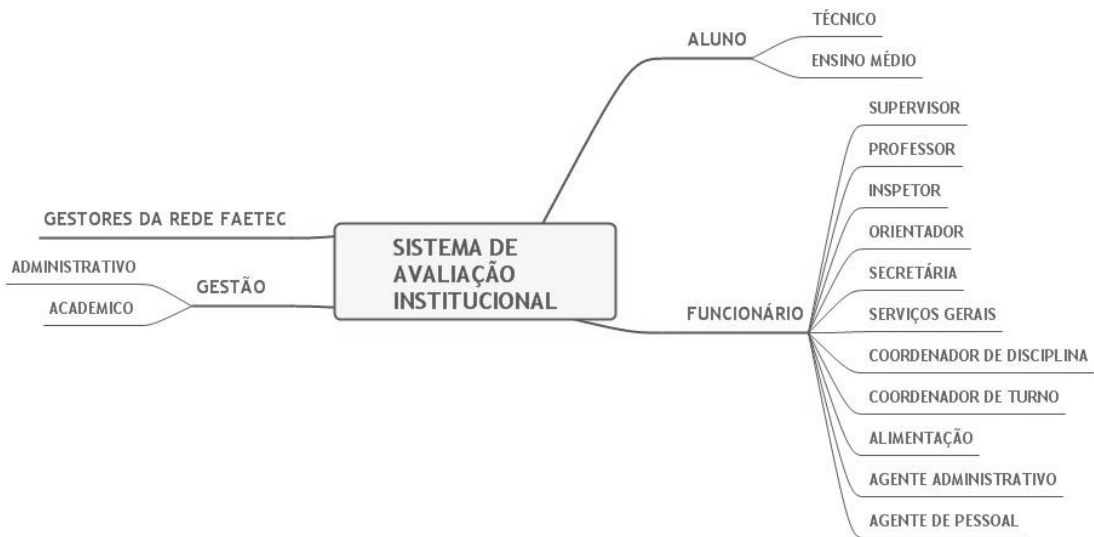 TÉCNICO
ALUNO
ENSINO MÉDIO
SUPERVISOR
PROFESSOR
INSPETOR
GESTORES DA REDE FAETEC
ORIENTADOR
SISTEMA DE
AVALIAÇÃO
INSTITUCIONAL
ADMINISTRATIVO
GESTÃO
ACADEMICO
SECRETÁRIA
FUNCIONÁRIO
SERVIÇOS GERAIS
COORDENADOR DE DISCIPLINA
COORDENADOR DE TURNO
ALIMENTAÇÃO
AGENTE ADMINISTRATIVO
AGENTE DE PESSOAL